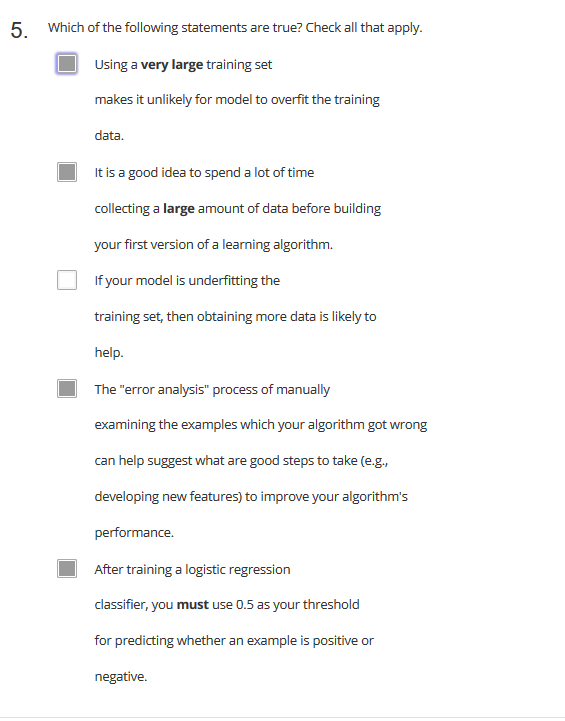 5. Which of the following statements are true? Check all that apply.
Using a very large training set
makes it unlikely for model to overfit the training
data.
It is a good idea to spend a lot of time
collecting a large amount of data before building
your first version of a learning algorithm.
If your model is underfitting the
training set, then obtaining more data is likely to
help.
The "error analysis" process of manually
examining the examples which your algorithm got wrong
can help suggest what are good steps to take (e.g.,
developing new features) to improve your algorithm's
performance.
After training a logistic regression
classifier, you must use 0.5 as your threshold
for predicting whether an example is positive or
negative.